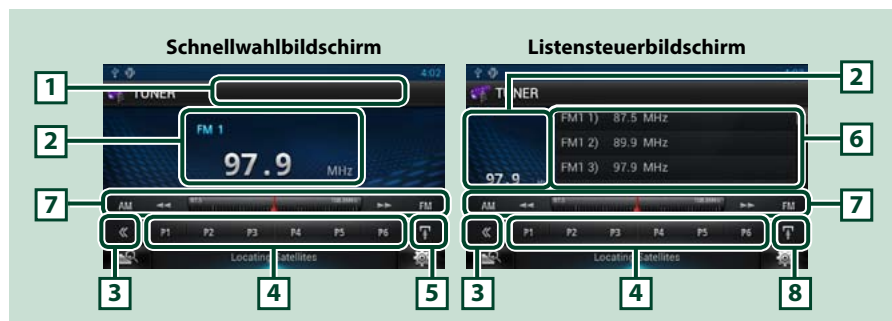 Schnellwahlbildschirm
Listensteuerbildschirm
1
2
7
3
4
5
4:02
TUNER
FM 1
97.9
MHz
AM
FM
P1 P2 P3 P4 P5 P6
Locating Satellites
2
6
7
3
4
8
TUNER
FM1 1) 87.5 MHz
FM1 2) 89.9 MHz
FM1 3) 97.9 MHz
97.9
AM
FM
P1 P2 P3 P4 P5 P6
Locating Satellites